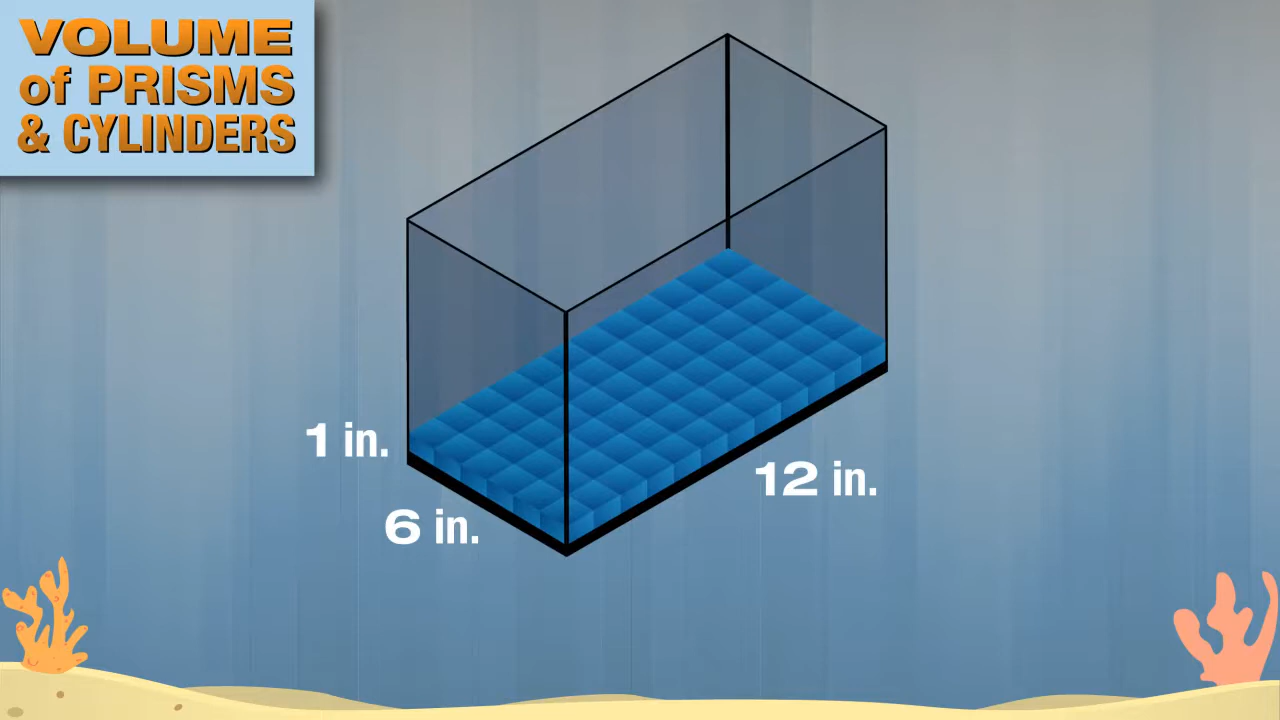 VOLUME
of PRISMS
& CYLINDERS
1 in.
6 in.
12 in.